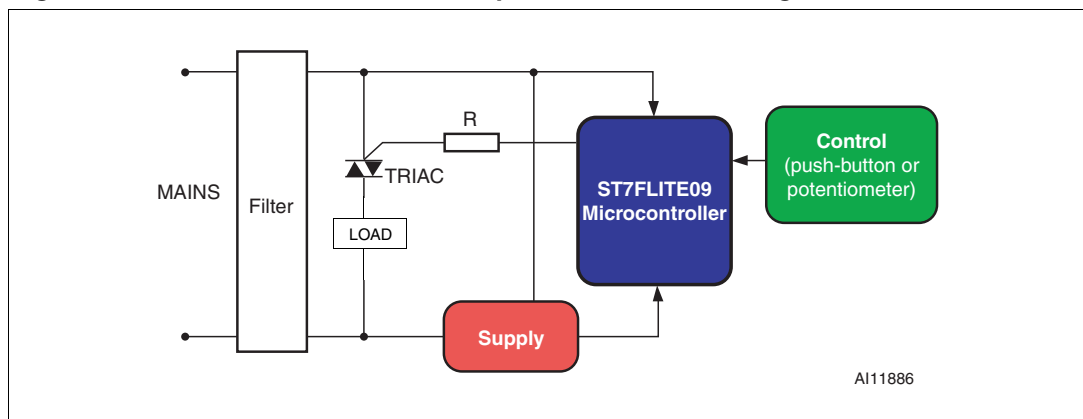 R
Control
(push-button or
potentiometer)
TRIAC
ST7FLITE09
Microcontroller
MAINS
Filter
LOAD
Supply
AI11886